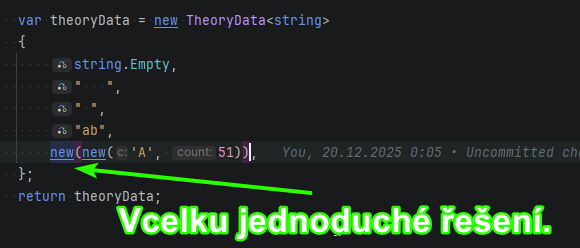 var theoryData = new TheoryData<string>
{
string.Empty,
"   ",
" ",
"ab",
new(new(c: 'A', count: 51)),    You, 20.12.2025 0:05 • Uncommitted ch
};
return theoryData;
Vcelku jednoduché řešení.